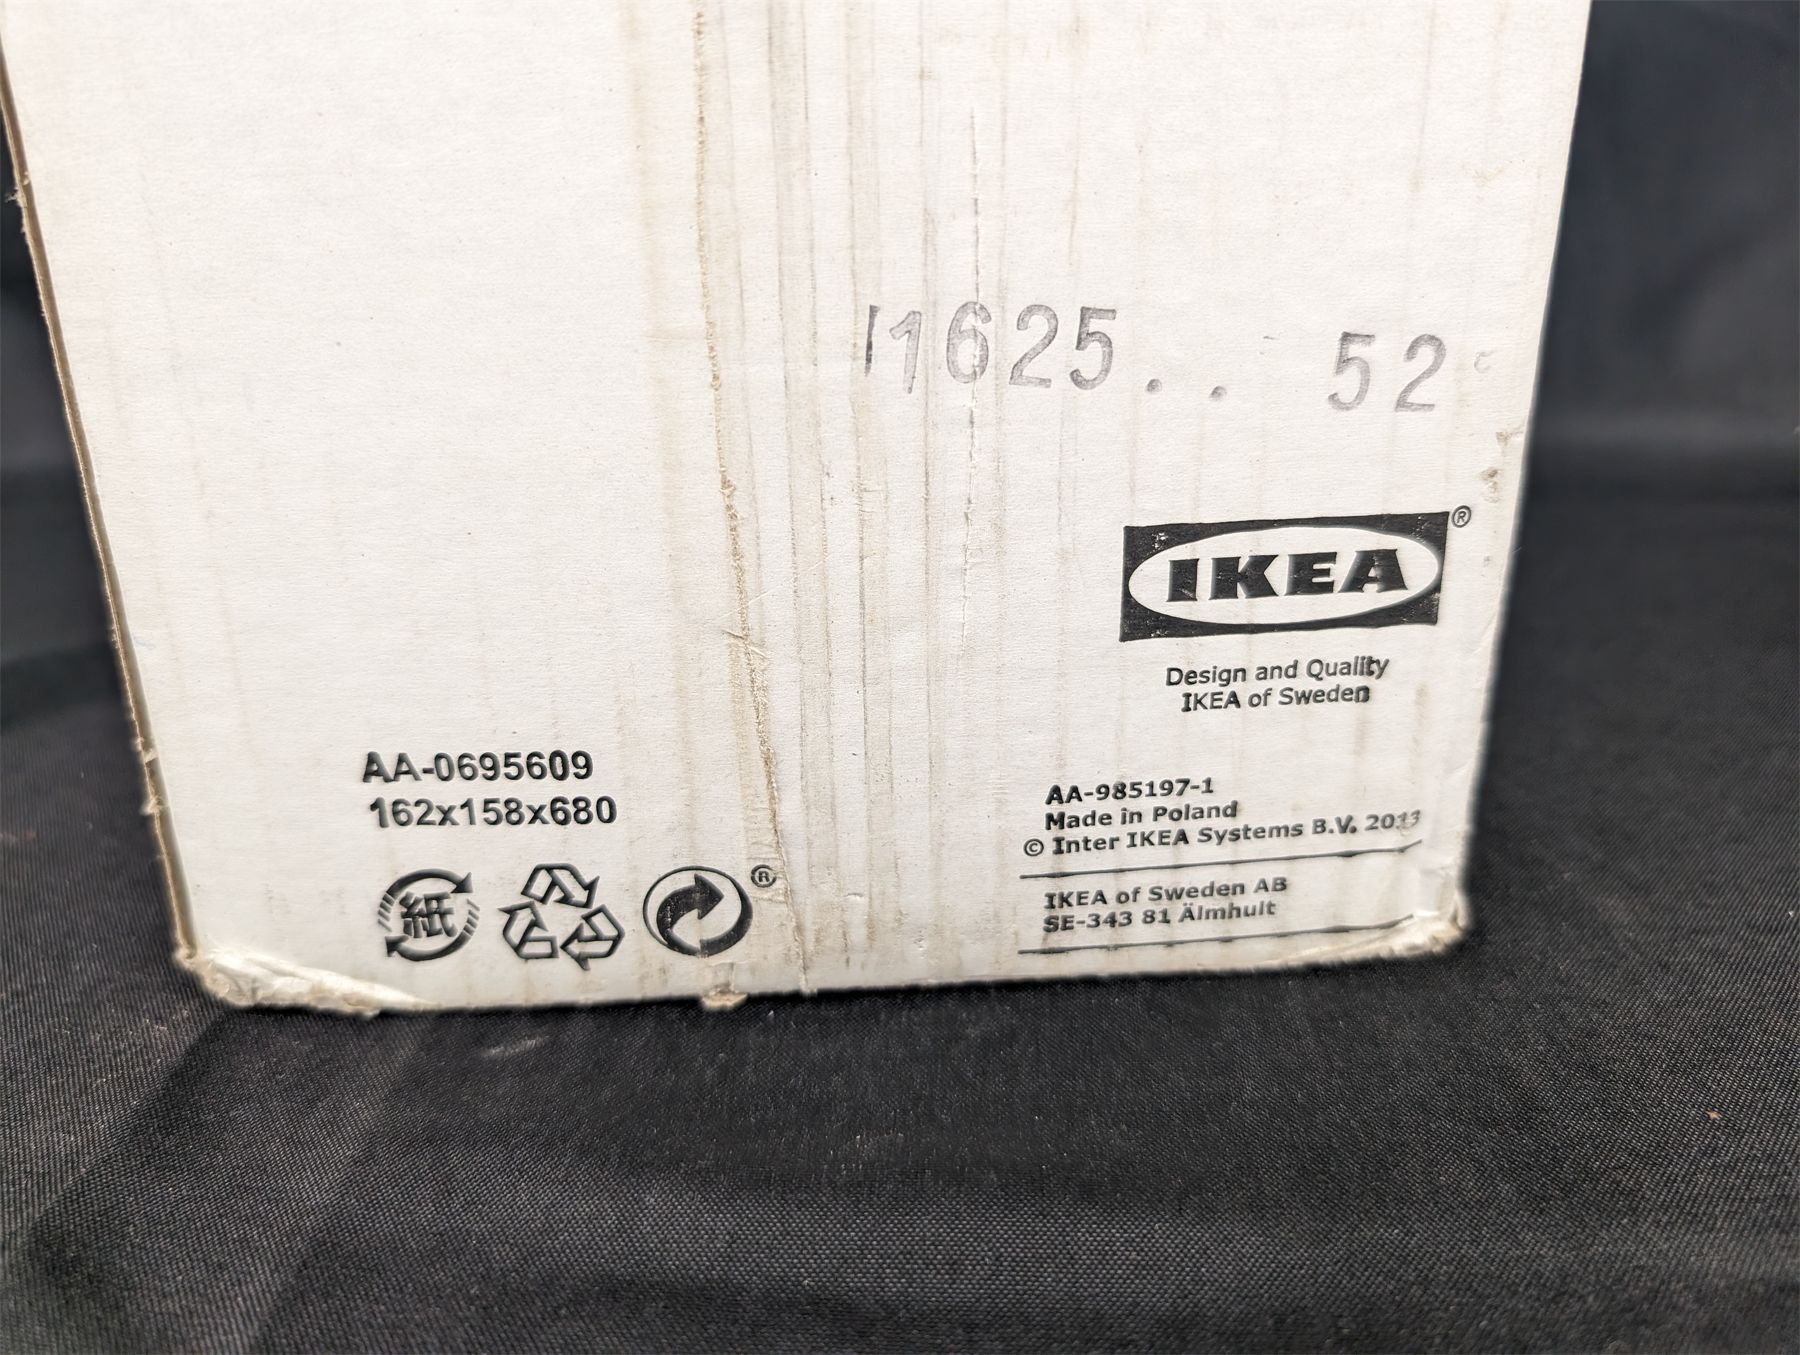 11625.. 52
IKEA®
Design and Quality
IKEA of Sweden
AA-0695609
162x158x680
紙
®
AA-985197-1
Made in Poland
© Inter IKEA Systems B.V. 2013
IKEA of Sweden AB
SE-343 81 Älmhult